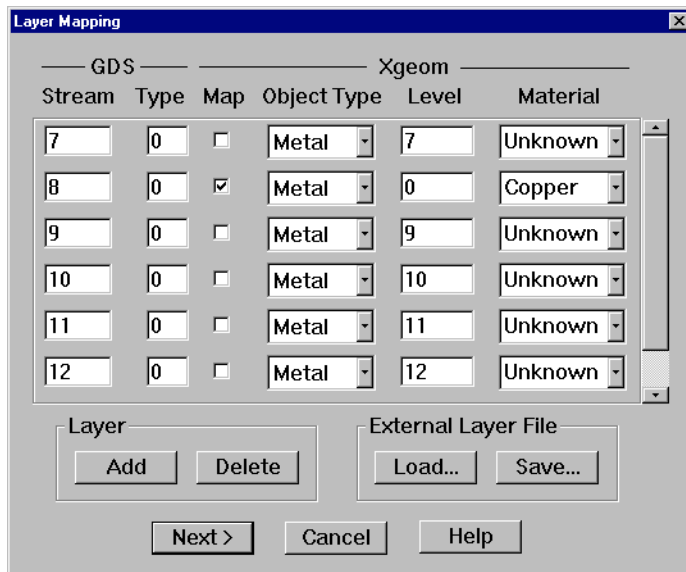 Layer Mapping
GDS Xgeom
Stream Type Map Object Type Level Material
7 0 Metal 7 Unknown
8 0 Metal 0 Copper
9 0 Metal 9 Unknown
10 0 Metal 10 Unknown
11 0 Metal 11 Unknown
12 0 Metal 12 Unknown
Layer External Layer File
Add Delete Load... Save...
Next > Cancel Help